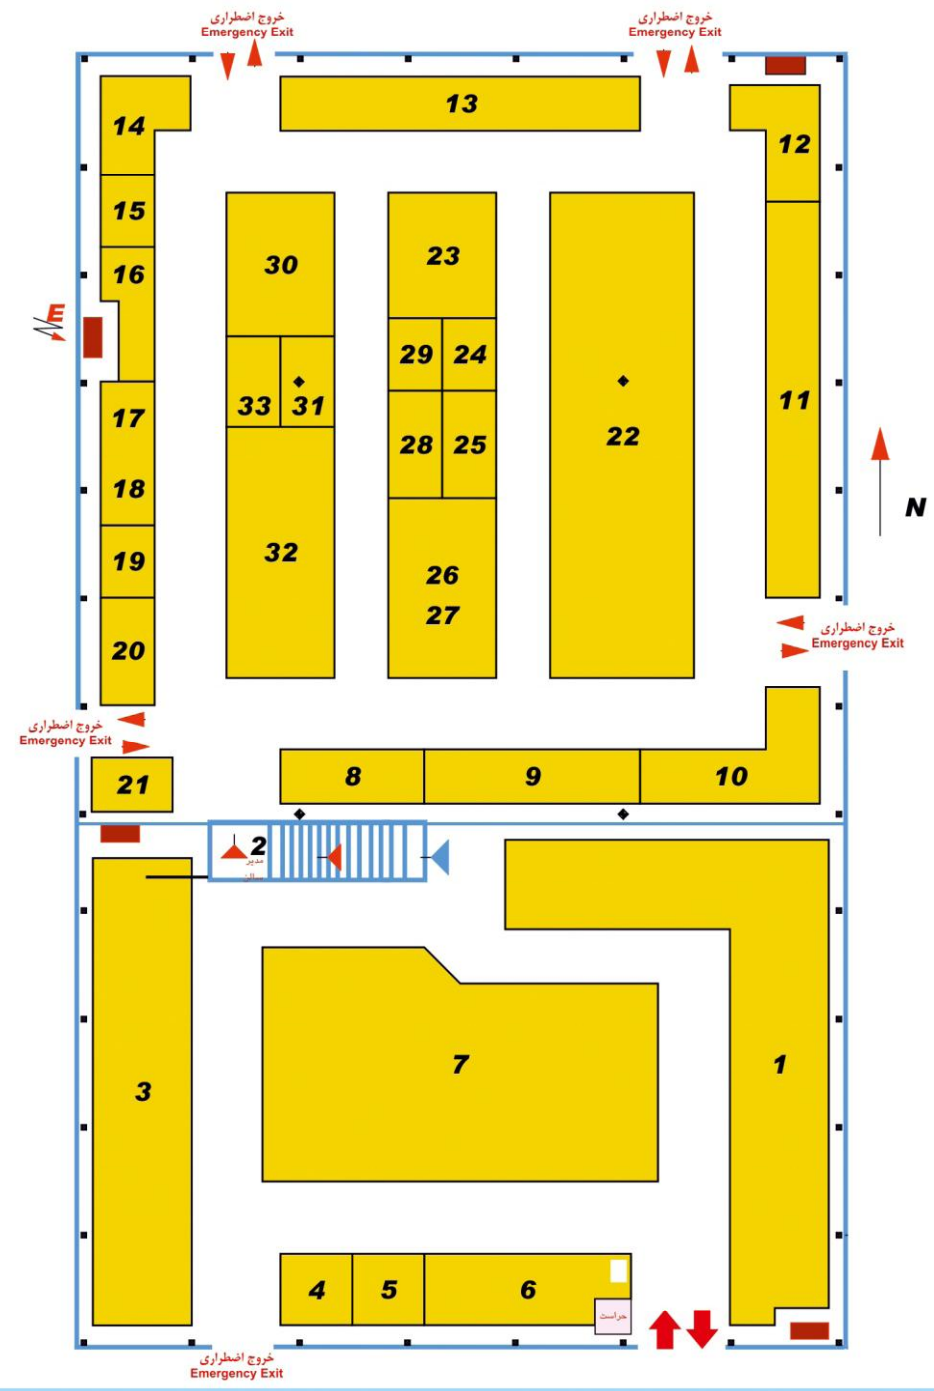 خروج اضطراری
Emergency Exit
خروج اضطراری
Emergency Exit
13
14
12
15
23
30
16
E
29
24
11
33
31
17
22
28
25
18
N
32
19
26
27
خروج اضطراری
Emergency Exit
20
خروج اضطراری
Emergency Exit
8
9
10
21
2
مدیر
سالن
7
1
3
4
5
6
حراست
خروج اضطراری
Emergency Exit